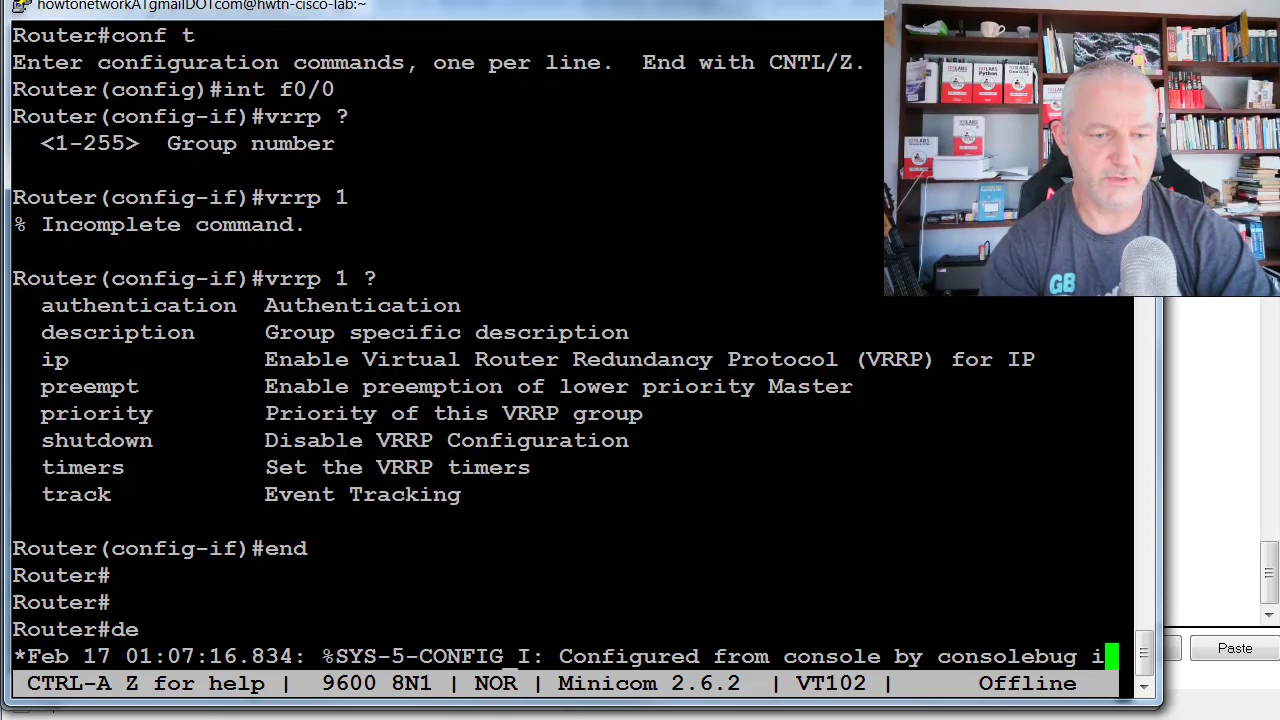 howtonetworkATgmailDOTcom@hwtn-cisco-lab:~
Router#conf t
Enter configuration commands, one per line.  End with CNTL/Z.
Router(config)#int f0/0
Router(config-if)#vrrp ?
  <1-255>  Group number
Router(config-if)#vrrp 1
% Incomplete command.
Router(config-if)#vrrp 1 ?
  authentication  Authentication
  description     Group specific description
  ip              Enable Virtual Router Redundancy Protocol (VRRP) for IP
  preempt         Enable preemption of lower priority Master
  priority        Priority of this VRRP group
  shutdown        Disable VRRP Configuration
  timers          Set the VRRP timers
  track           Event Tracking
Router(config-if)#end
Router#
Router#
Router#de
*Feb 17 01:07:16.834: %SYS-5-CONFIG_I: Configured from console by consolebug i
CTRL-A Z for help |  9600 8N1 | NOR | Minicom 2.6.2  | VT102 |      Offline
Paste
Python
GB